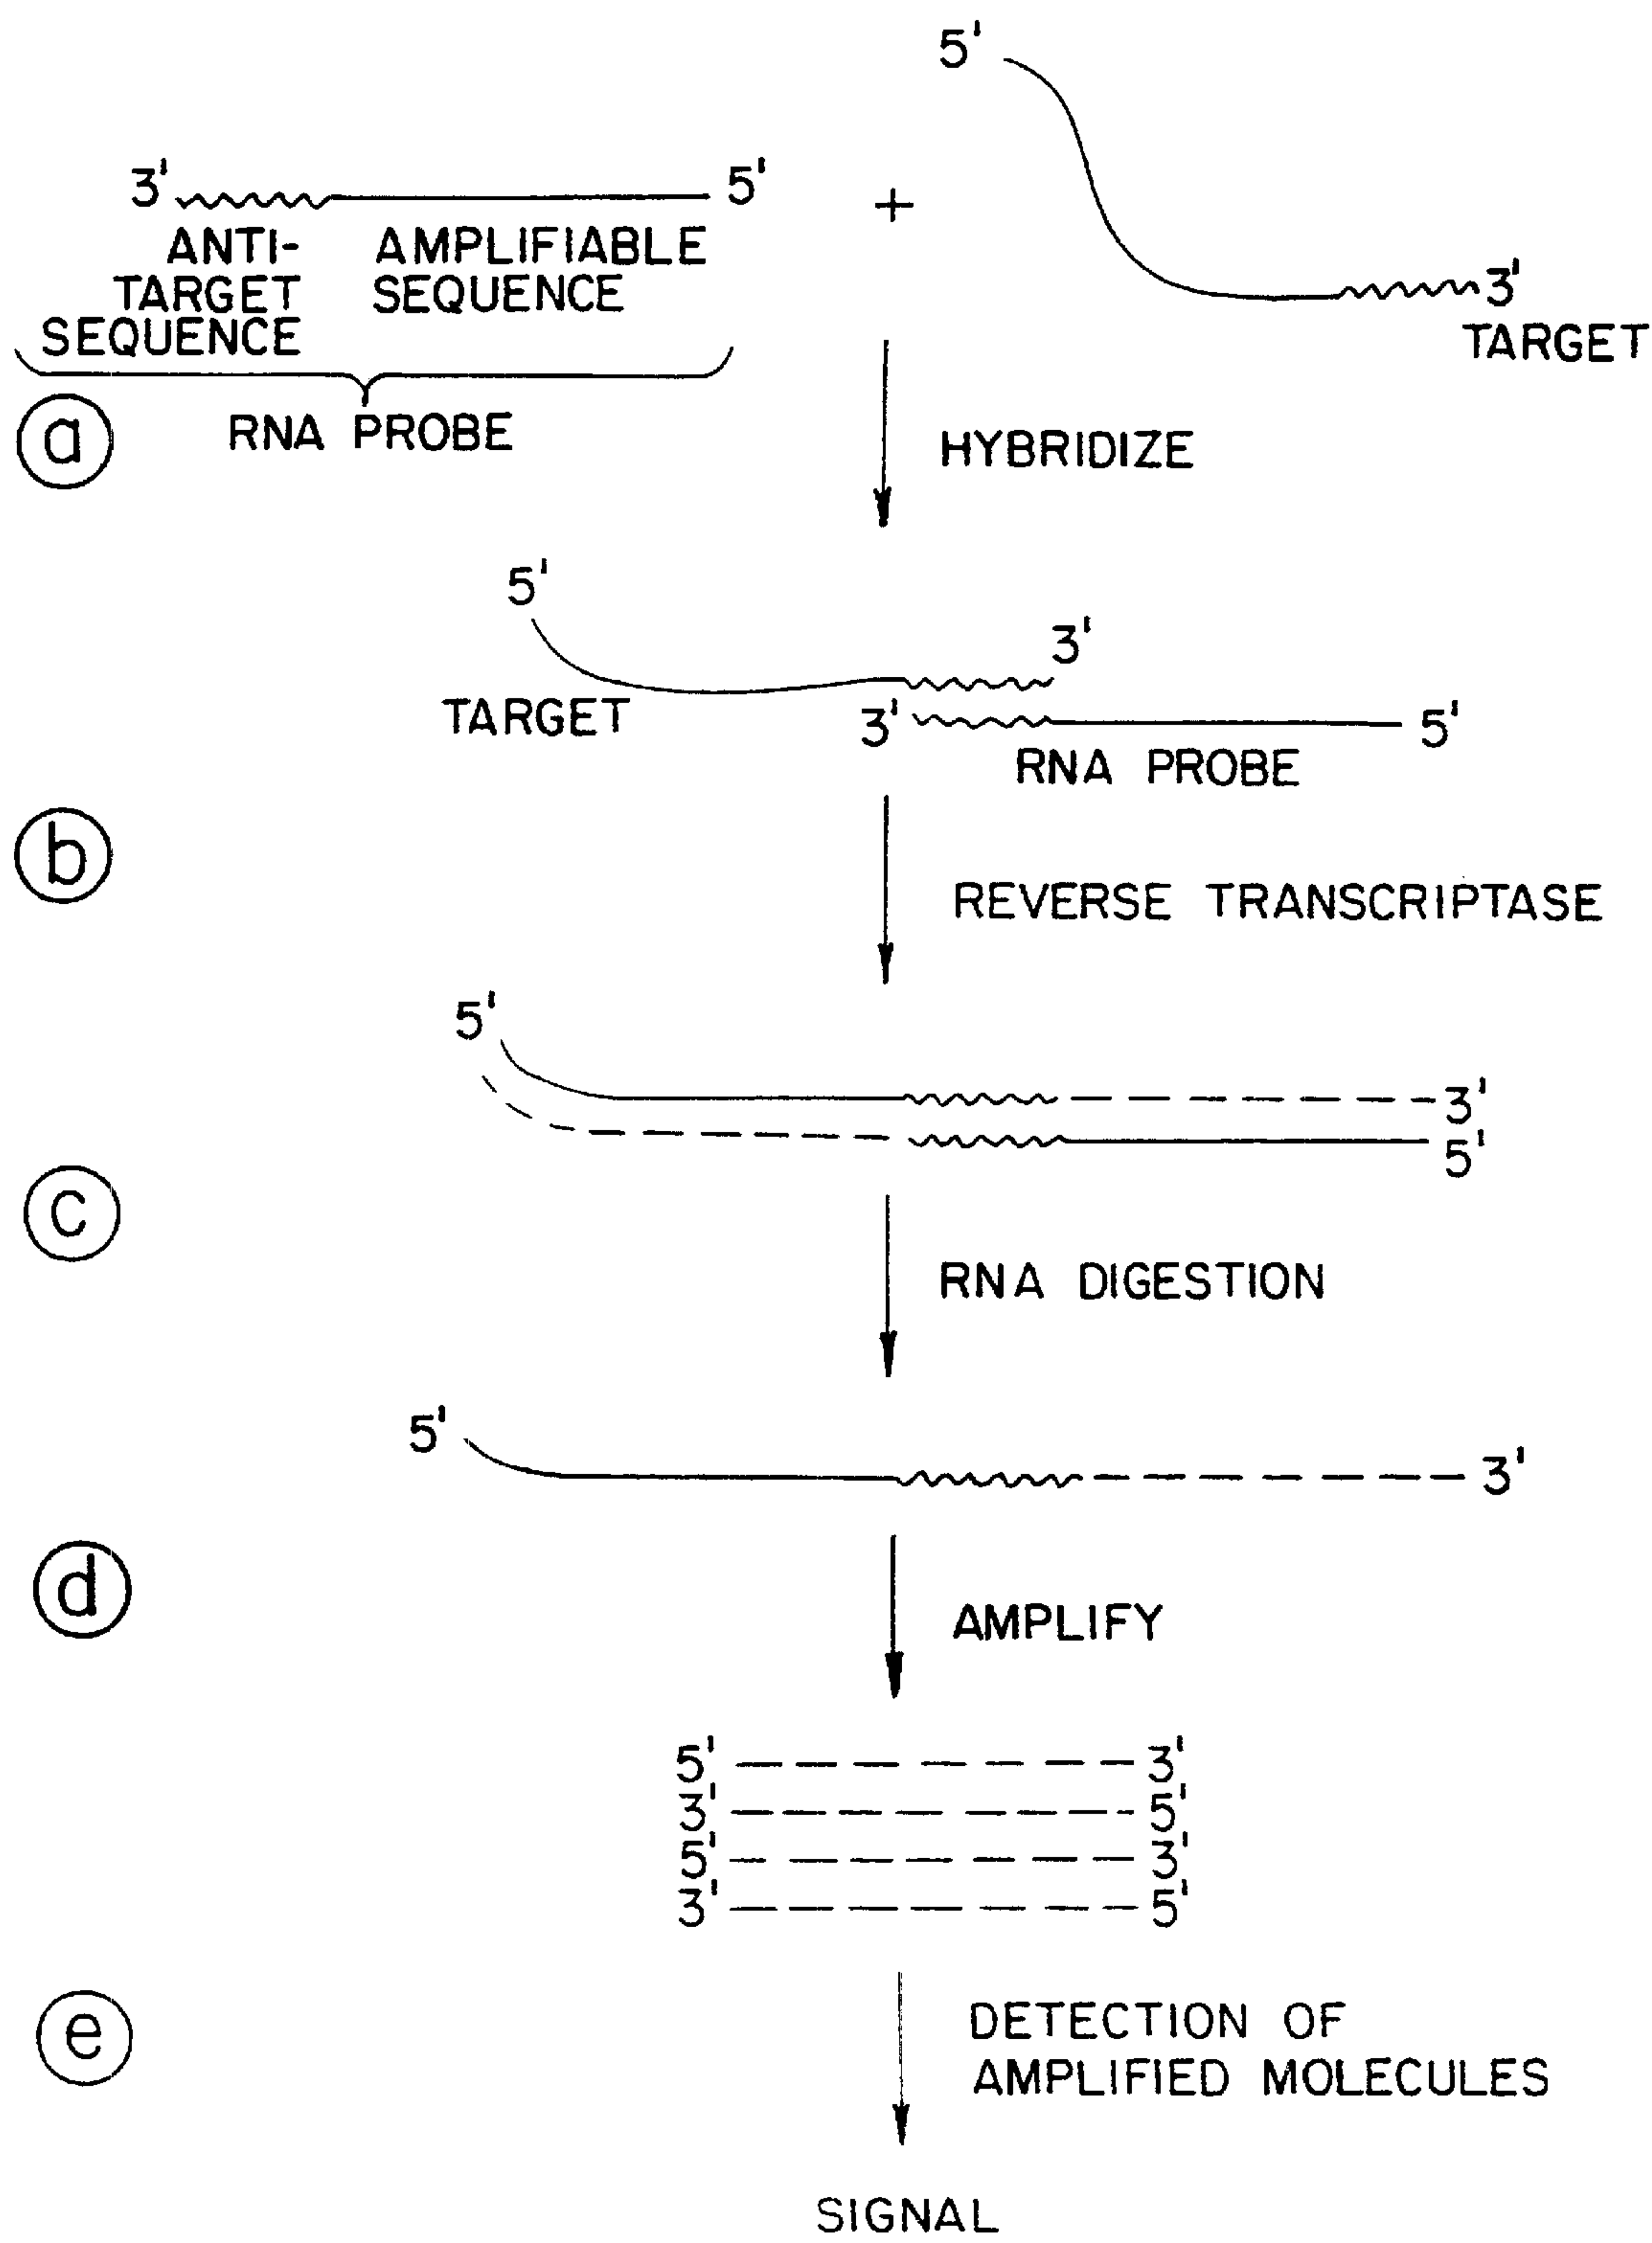 5'
3'
5'
+
ANTI-
TARGET
SEQUENCE
AMPLIFIABLE
SEQUENCE
3'
TARGET
RNA PROBE
a
HYBRIDIZE
5'
3'
TARGET
3'
5'
RNA PROBE
b
REVERSE TRANSCRIPTASE
5'
3'
5'
c
RNA DIGESTION
5'
3'
d
AMPLIFY
5' 3'
3' 5'
5' 3'
3' 5'
e
DETECTION OF
AMPLIFIED MOLECULES
SIGNAL